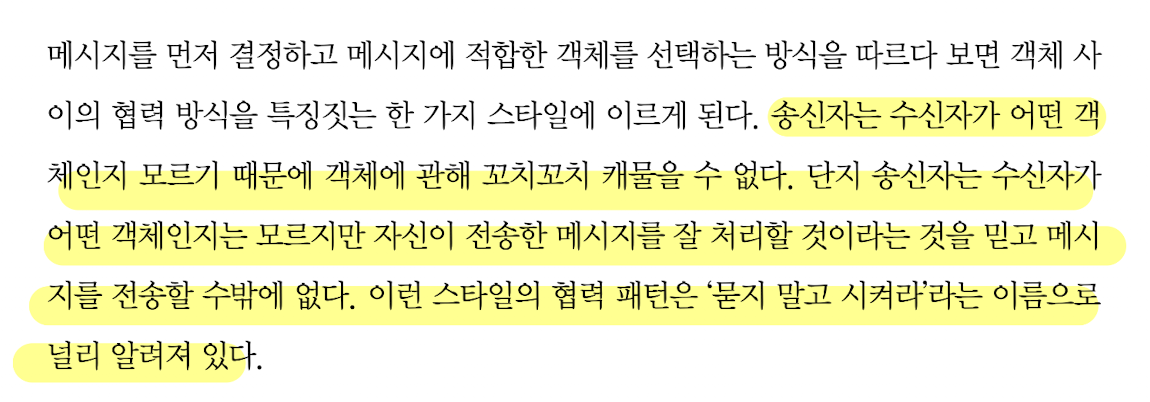 메시지를 먼저 결정하고 메시지에 적합한 객체를 선택하는 방식을 따르다 보면 객체 사
이의 협력 방식을 특징짓는 한 가지 스타일에 이르게 된다. 송신자는 수신자가 어떤 객
체인지 모르기 때문에 객체에 관해 꼬치꼬치 캐물을 수 없다. 단지 송신자는 수신자가
어떤 객체인지는 모르지만 자신이 전송한 메시지를 잘 처리할 것이라는 것을 믿고 메시
지를 전송할 수밖에 없다. 이런 스타일의 협력 패턴은 ‘묻지 말고 시켜라’라는 이름으로
널리 알려져 있다.